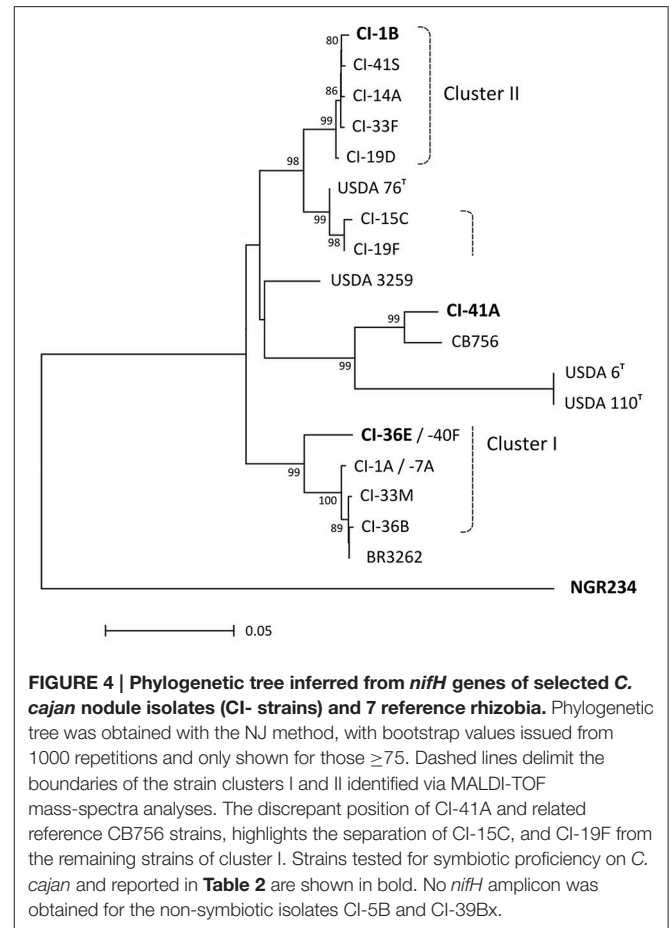 CI-1B
80
CI-41S
86
CI-14A
Cluster II
99
CI-33F
98
CI-19D
USDA 76ᵀ
99
CI-15C
98
CI-19F
USDA 3259
CI-41A
99
CB756
99
USDA 6ᵀ
USDA 110ᵀ
CI-36E / -40F
Cluster I
99
CI-1A / -7A
100
CI-33M
89
CI-36B
BR3262
NGR234
0.05
FIGURE 4 | Phylogenetic tree inferred from nifH genes of selected C.
cajan nodule isolates (CI- strains) and 7 reference rhizobia. Phylogenetic
tree was obtained with the NJ method, with bootstrap values issued from
1000 repetitions and only shown for those ≥75. Dashed lines delimit the
boundaries of the strain clusters I and II identified via MALDI-TOF
mass-spectra analyses. The discrepant position of CI-41A and related
reference CB756 strains, highlights the separation of CI-15C, and CI-19F from
the remaining strains of cluster I. Strains tested for symbiotic proficiency on C.
cajan and reported in Table 2 are shown in bold. No nifH amplicon was
obtained for the non-symbiotic isolates CI-5B and CI-39Bx.